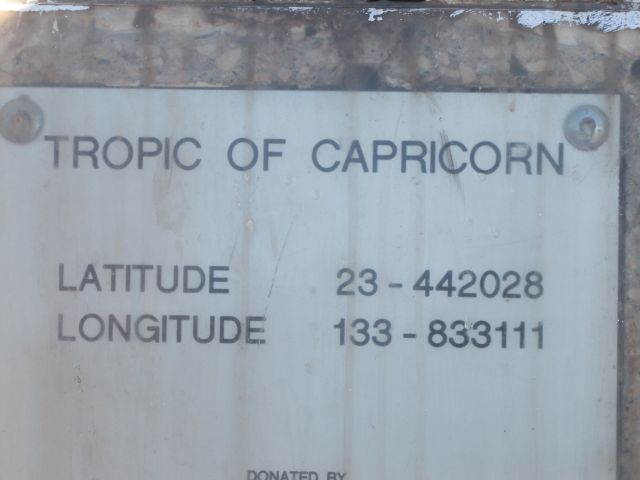 TROPIC OF CAPRICORN
LATITUDE 23-442028
LONGITUDE 133-833111
DONATED BY